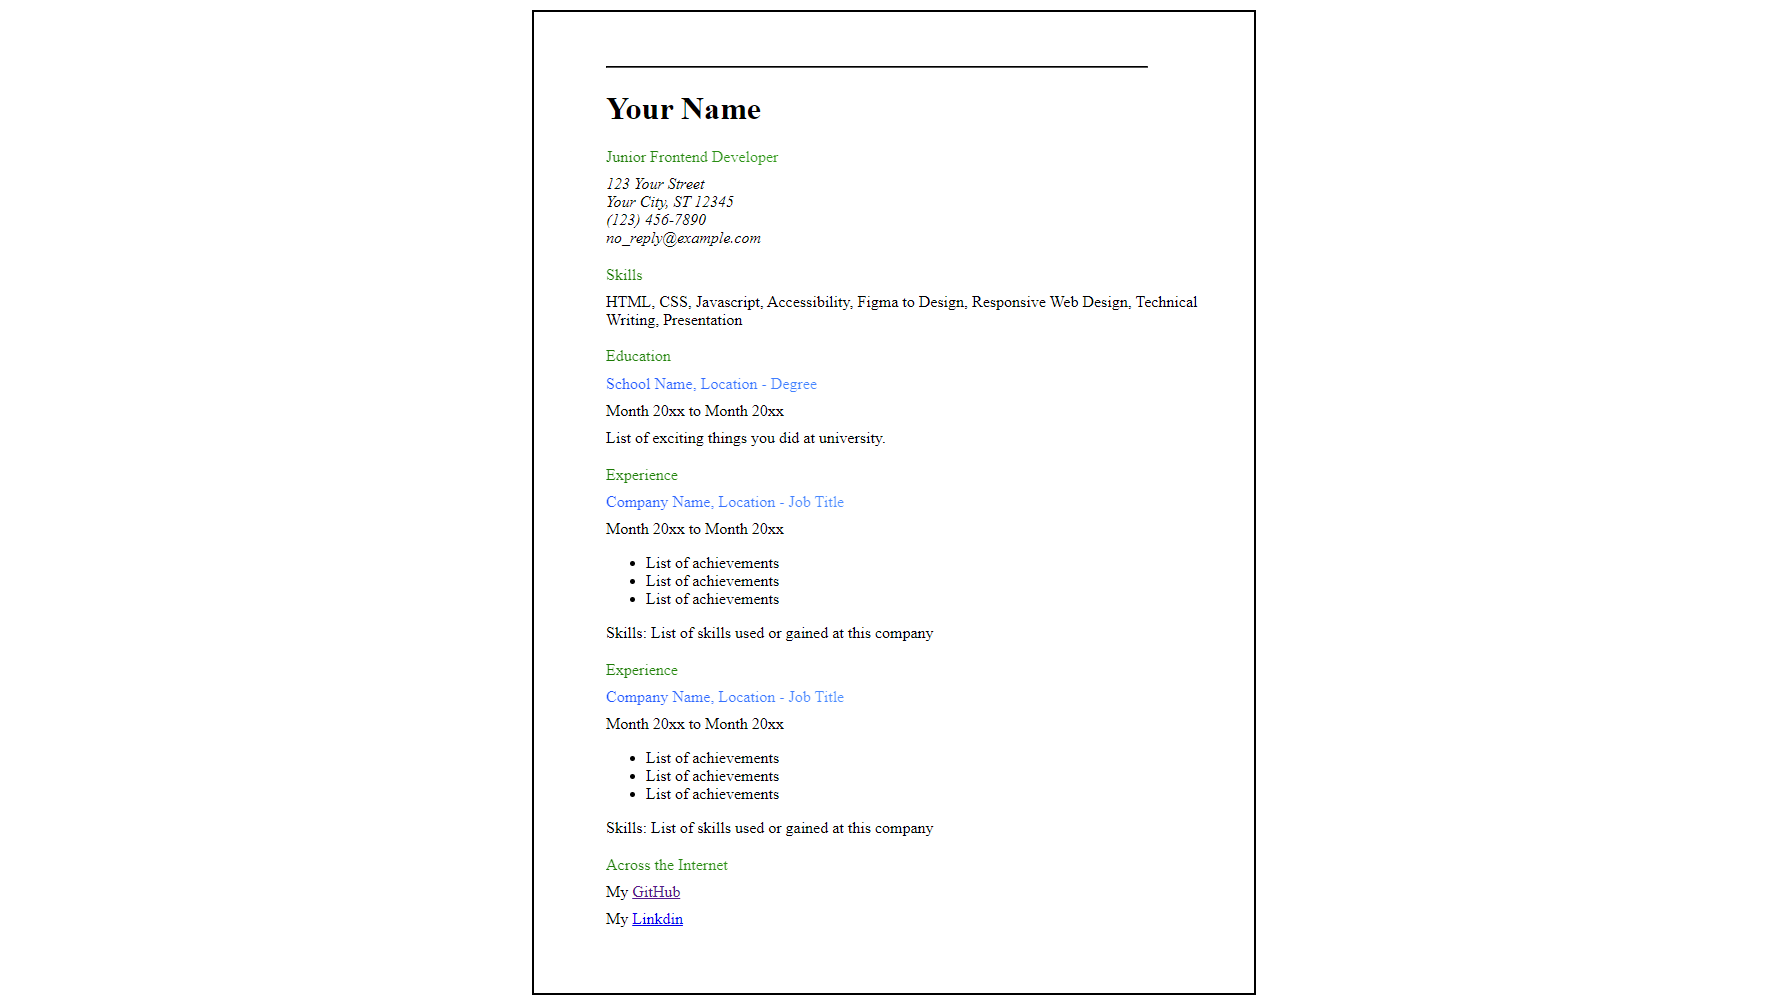 Your Name
Junior Frontend Developer
123 Your Street
Your City, ST 12345
(123) 456-7890
no_reply@example.com
Skills
HTML, CSS, Javascript, Accessibility, Figma to Design, Responsive Web Design, Technical
Writing, Presentation
Education
School Name, Location - Degree
Month 20xx to Month 20xx
List of exciting things you did at university.
Experience
Company Name, Location - Job Title
Month 20xx to Month 20xx
• List of achievements
• List of achievements
• List of achievements
Skills: List of skills used or gained at this company
Experience
Company Name, Location - Job Title
Month 20xx to Month 20xx
• List of achievements
• List of achievements
• List of achievements
Skills: List of skills used or gained at this company
Across the Internet
My GitHub
My Linkdin